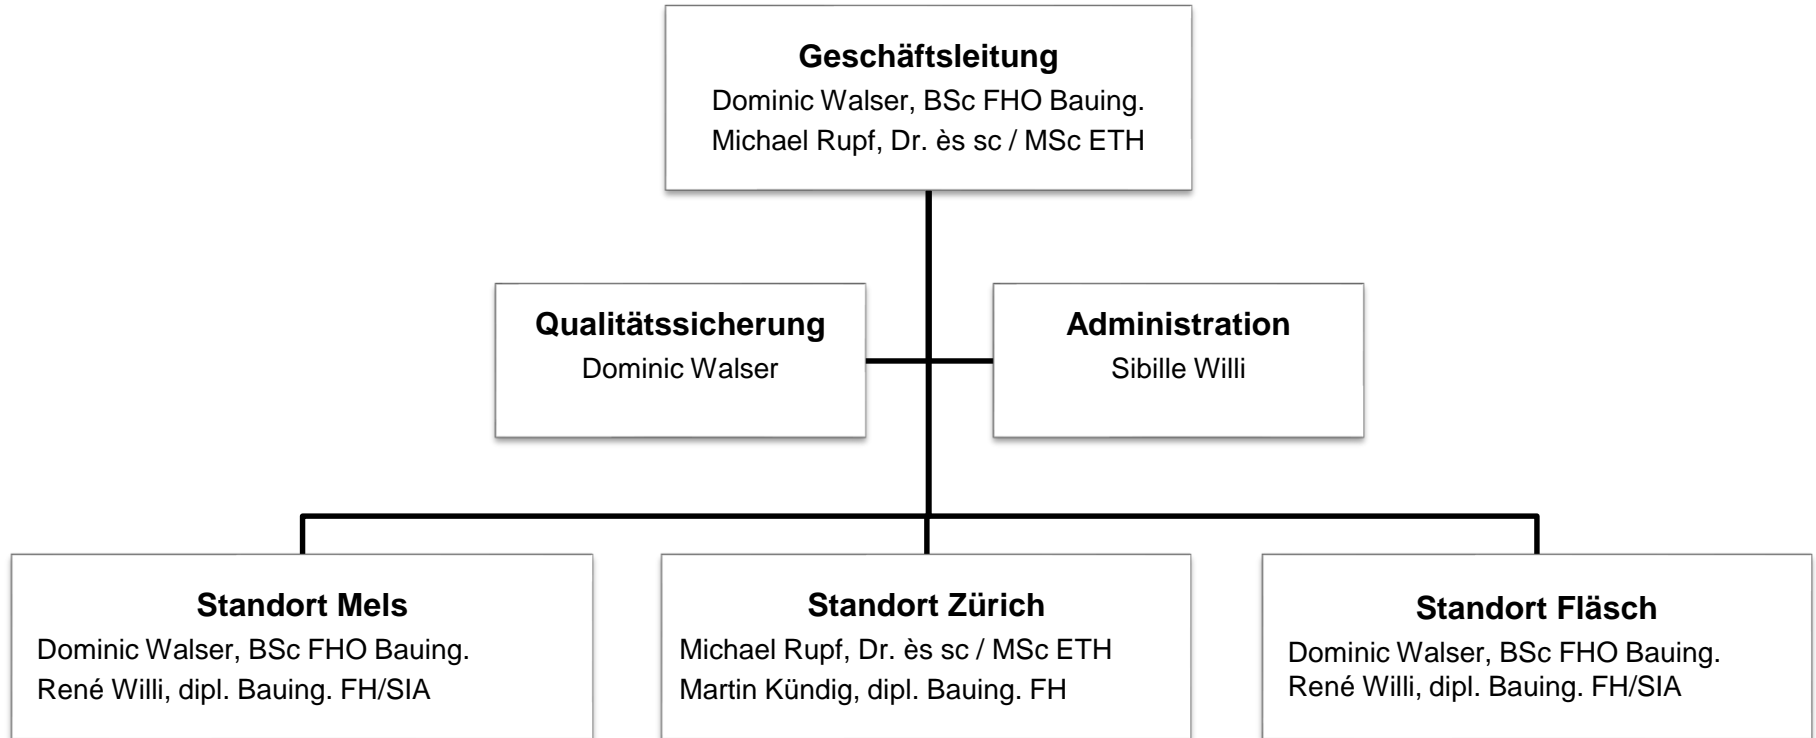 Geschäftsleitung
Dominic Walser, BSc FHO Bauing.
Michael Rupf, Dr. ès sc / MSc ETH
Qualitätssicherung
Dominic Walser
Administration
Sibille Willi
Standort Mels
Dominic Walser, BSc FHO Bauing.
René Willi, dipl. Bauing. FH/SIA
Standort Zürich
Michael Rupf, Dr. ès sc / MSc ETH
Martin Kündig, dipl. Bauing. FH
Standort Fläsch
Dominic Walser, BSc FHO Bauing.
René Willi, dipl. Bauing. FH/SIA